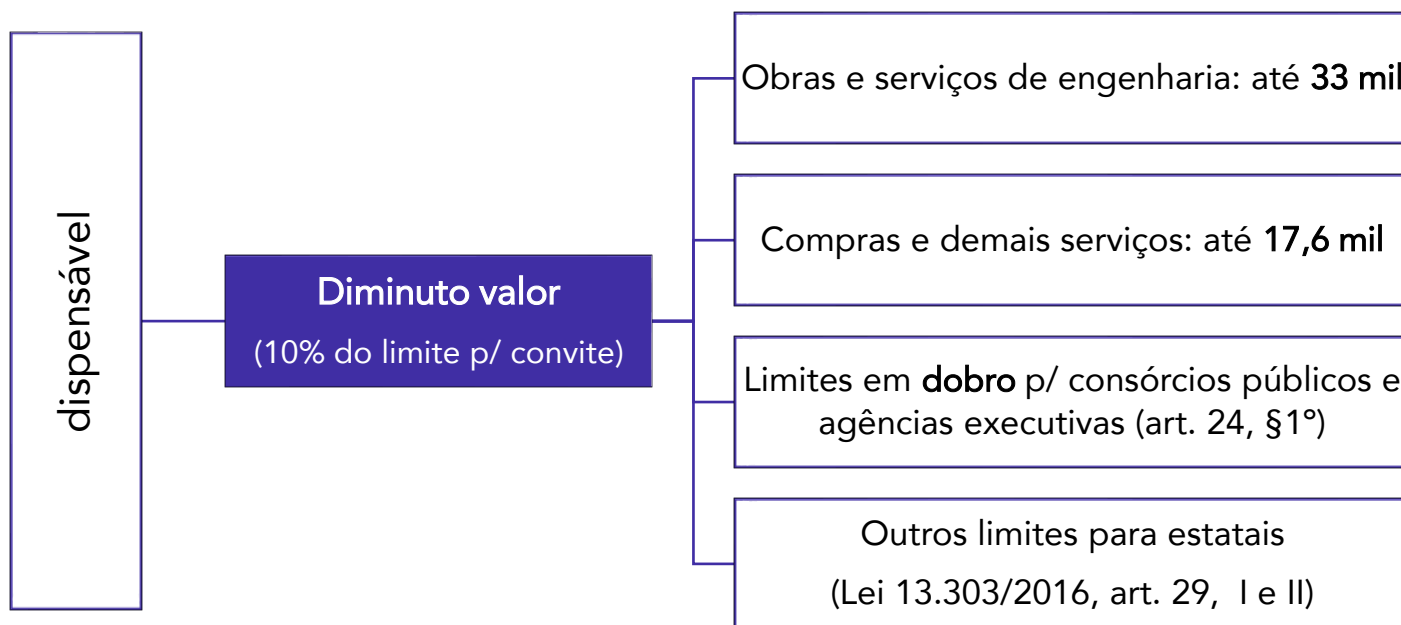 dispensável
Diminuto valor
(10% do limite p/ convite)
Obras e serviços de engenharia: até 33 mil
Compras e demais serviços: até 17,6 mil
Limites em dobro p/ consórcios públicos e
agências executivas (art. 24, §1º)
Outros limites para estatais
(Lei 13.303/2016, art. 29, I e II)